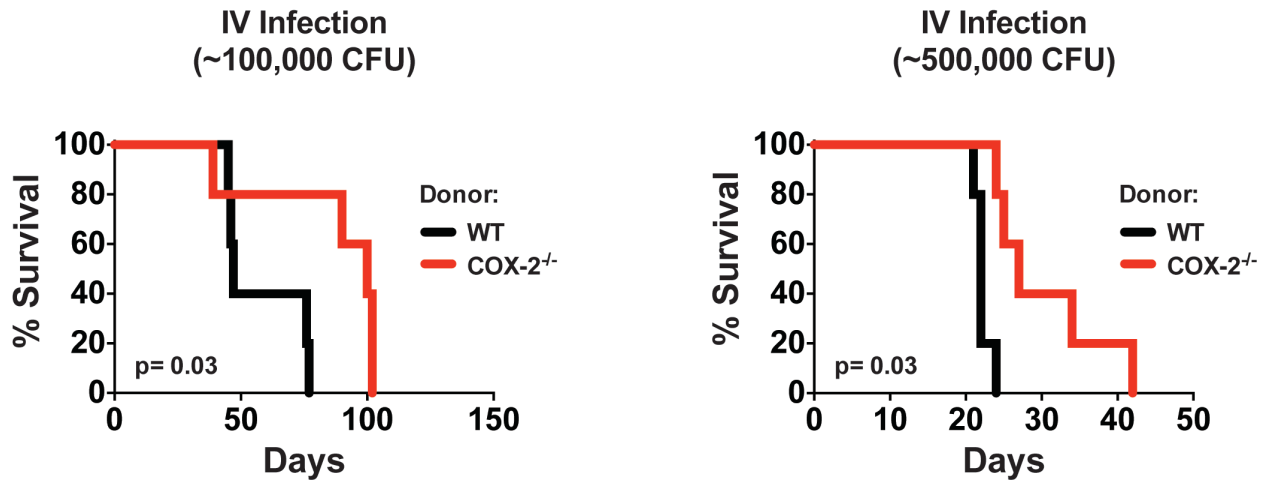 IV Infection
(~100,000 CFU)
% Survival
100
80
60
40
20
0
p= 0.03
0 50 100 150
Days
Donor:
WT
COX-2-/-
IV Infection
(~500,000 CFU)
% Survival
100
80
60
40
20
0
p= 0.03
0 10 20 30 40 50
Days
Donor:
WT
COX-2-/-